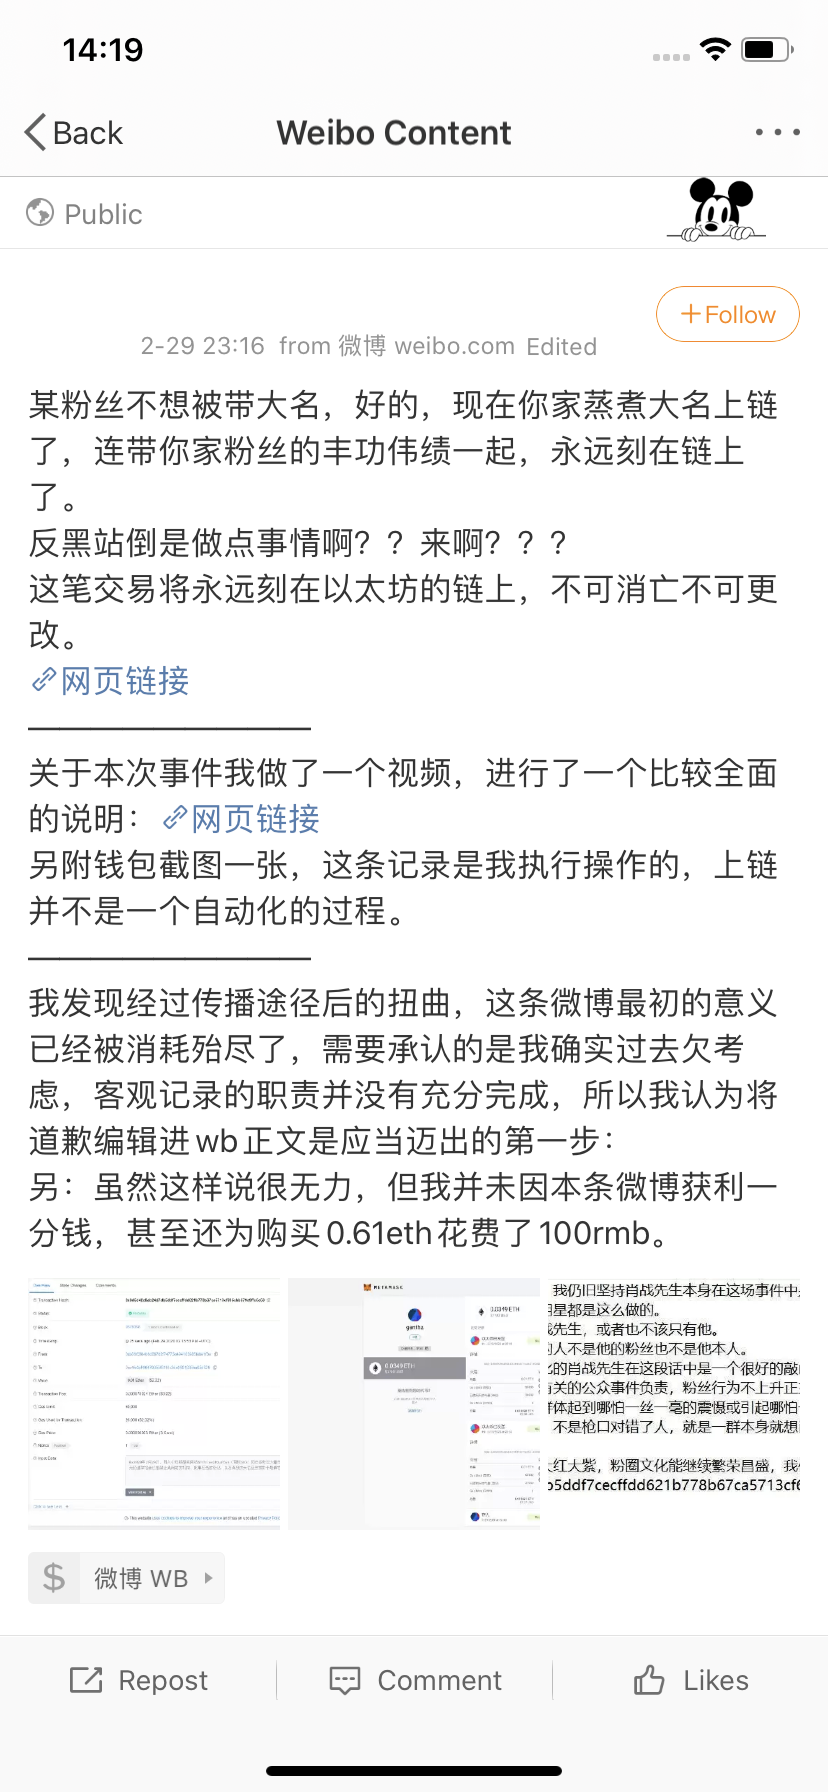 14:19
Back
Weibo Content
Public
+Follow
2-29 23:16 from 微博 weibo.com Edited
某粉丝不想被带大名，好的，现在你家蒸煮大名上链
了，连带你家粉丝的丰功伟绩一起，永远刻在链上
了。
反黑站倒是做点事情啊？？来啊？？？
这笔交易将永远刻在以太坊的链上，不可消亡不可更
改。
网页链接
关于本次事件我做了一个视频，进行了一个比较全面
的说明：网页链接
另附钱包截图一张，这条记录是我执行操作的，上链
并不是一个自动化的过程。
我发现经过传播途径后的扭曲，这条微博最初的意义
已经被消耗殆尽了，需要承认的是我确实过去欠考
虑，客观记录的职责并没有充分完成，所以我认为将
道歉编辑进wb正文是应当迈出的第一步：
另：虽然这样说很无力，但我并未因本条微博获利一
分钱，甚至还为购买0.61eth花费了100rmb。
METAMASK
0.0049 ETH
我仍旧坚持肖战先生本身在这场事件中
明星都是这么做的。
先生，或者也不该只有他。
人不是他的粉丝也不是他本人。
的肖战先生在这段话中是一个很好的敲
关的公众事件负责，粉丝行为不上升正
体起到哪怕一丝一毫的震慑或引起哪怕
不是枪口对错了人，就是一群本身就想
大红大紫，粉圈文化能继续繁荣昌盛，我
5ddf7cecffdd621b778b67ca5713cf6
$ 微博 WB
Repost
Comment
Likes